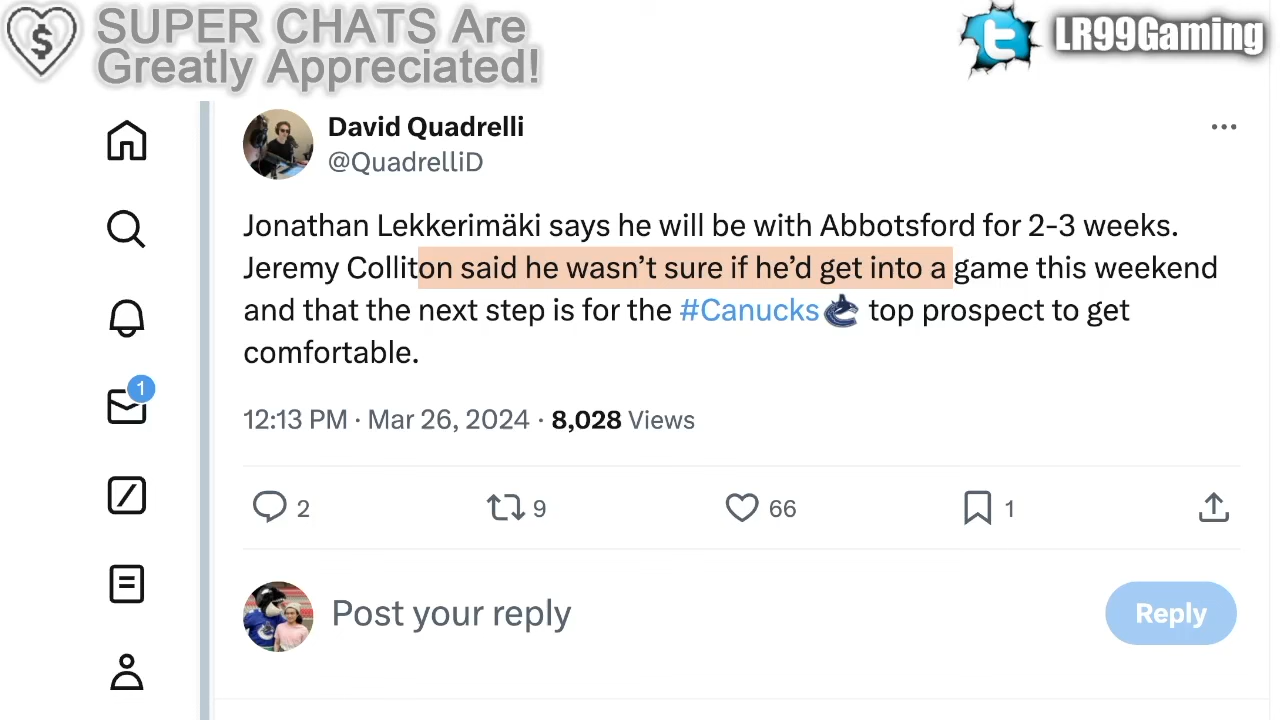 SUPER CHATS Are
Greatly Appreciated!
LR99Gaming
David Quadrelli
@QuadrelliD
Jonathan Lekkerimäki says he will be with Abbotsford for 2-3 weeks.
Jeremy Colliton said he wasn't sure if he'd get into a game this weekend
and that the next step is for the #Canucks top prospect to get
comfortable.
12:13 PM · Mar 26, 2024 · 8,028 Views
1
2 9 66 1
Post your reply
Reply